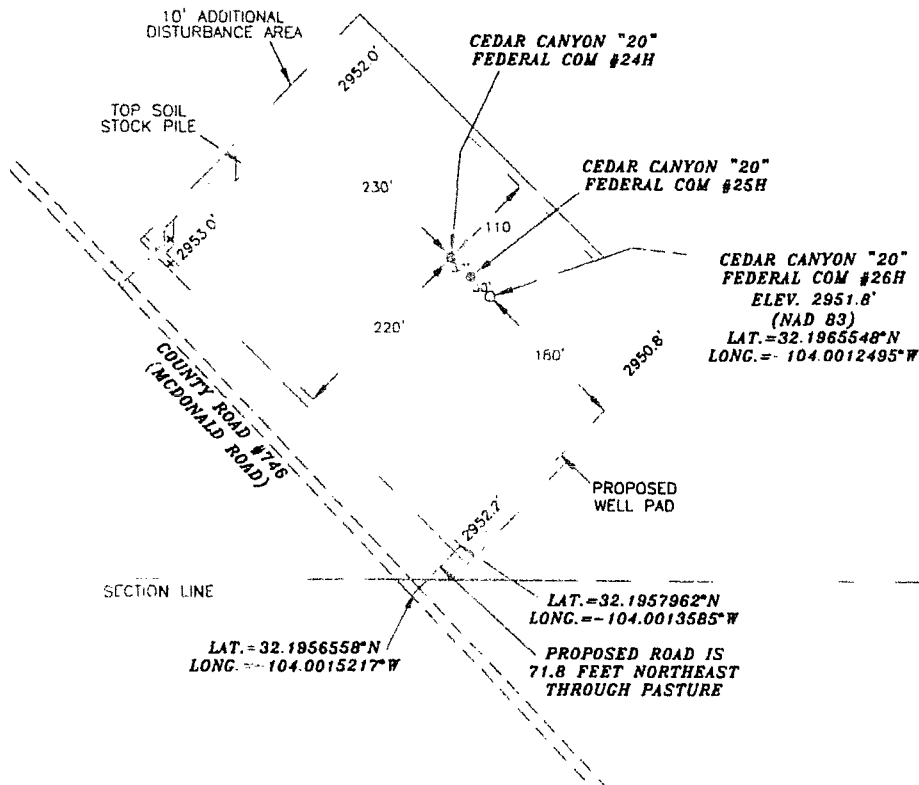 10' ADDITIONAL
DISTURBANCE AREA
2952.0'
CEDAR CANYON "20"
FEDERAL COM #24H
TOP SOIL
STOCK PILE
CEDAR CANYON "20"
FEDERAL COM #25H
230'
110
2953.0'
CEDAR CANYON "20"
FEDERAL COM #26H
ELEV. 2951.8'
(NAD 83)
LAT.=32.1965548°N
LONG.=-104.0012495°W
220'
180'
2950.8'
COUNTY ROAD #746
(MCDONALD ROAD)
PROPOSED
WELL PAD
2952.2'
SECTION LINE
LAT.=32.1957962°N
LONG.=-104.0013585°W
LAT.=32.1956558°N
LONG.=-104.0015217°W
PROPOSED ROAD IS
71.8 FEET NORTHEAST
THROUGH PASTURE